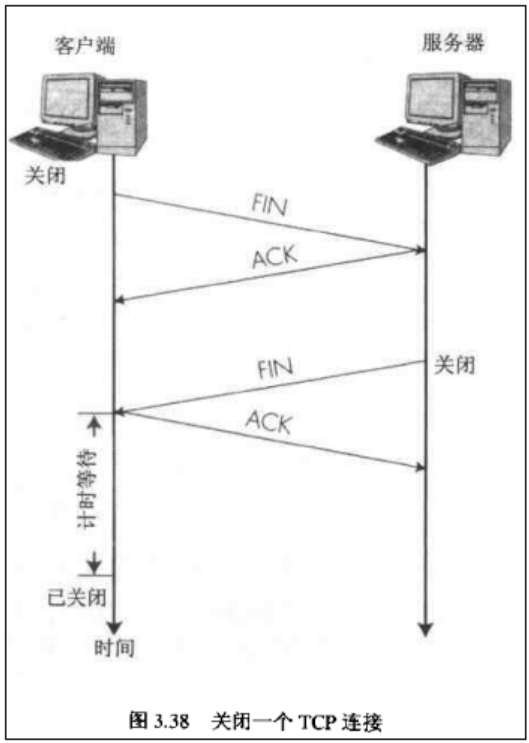 客户端
服务器
关闭
FIN
ACK
FIN
关闭
ACK
计时等待
已关闭
时间
图 3.38 关闭一个 TCP 连接